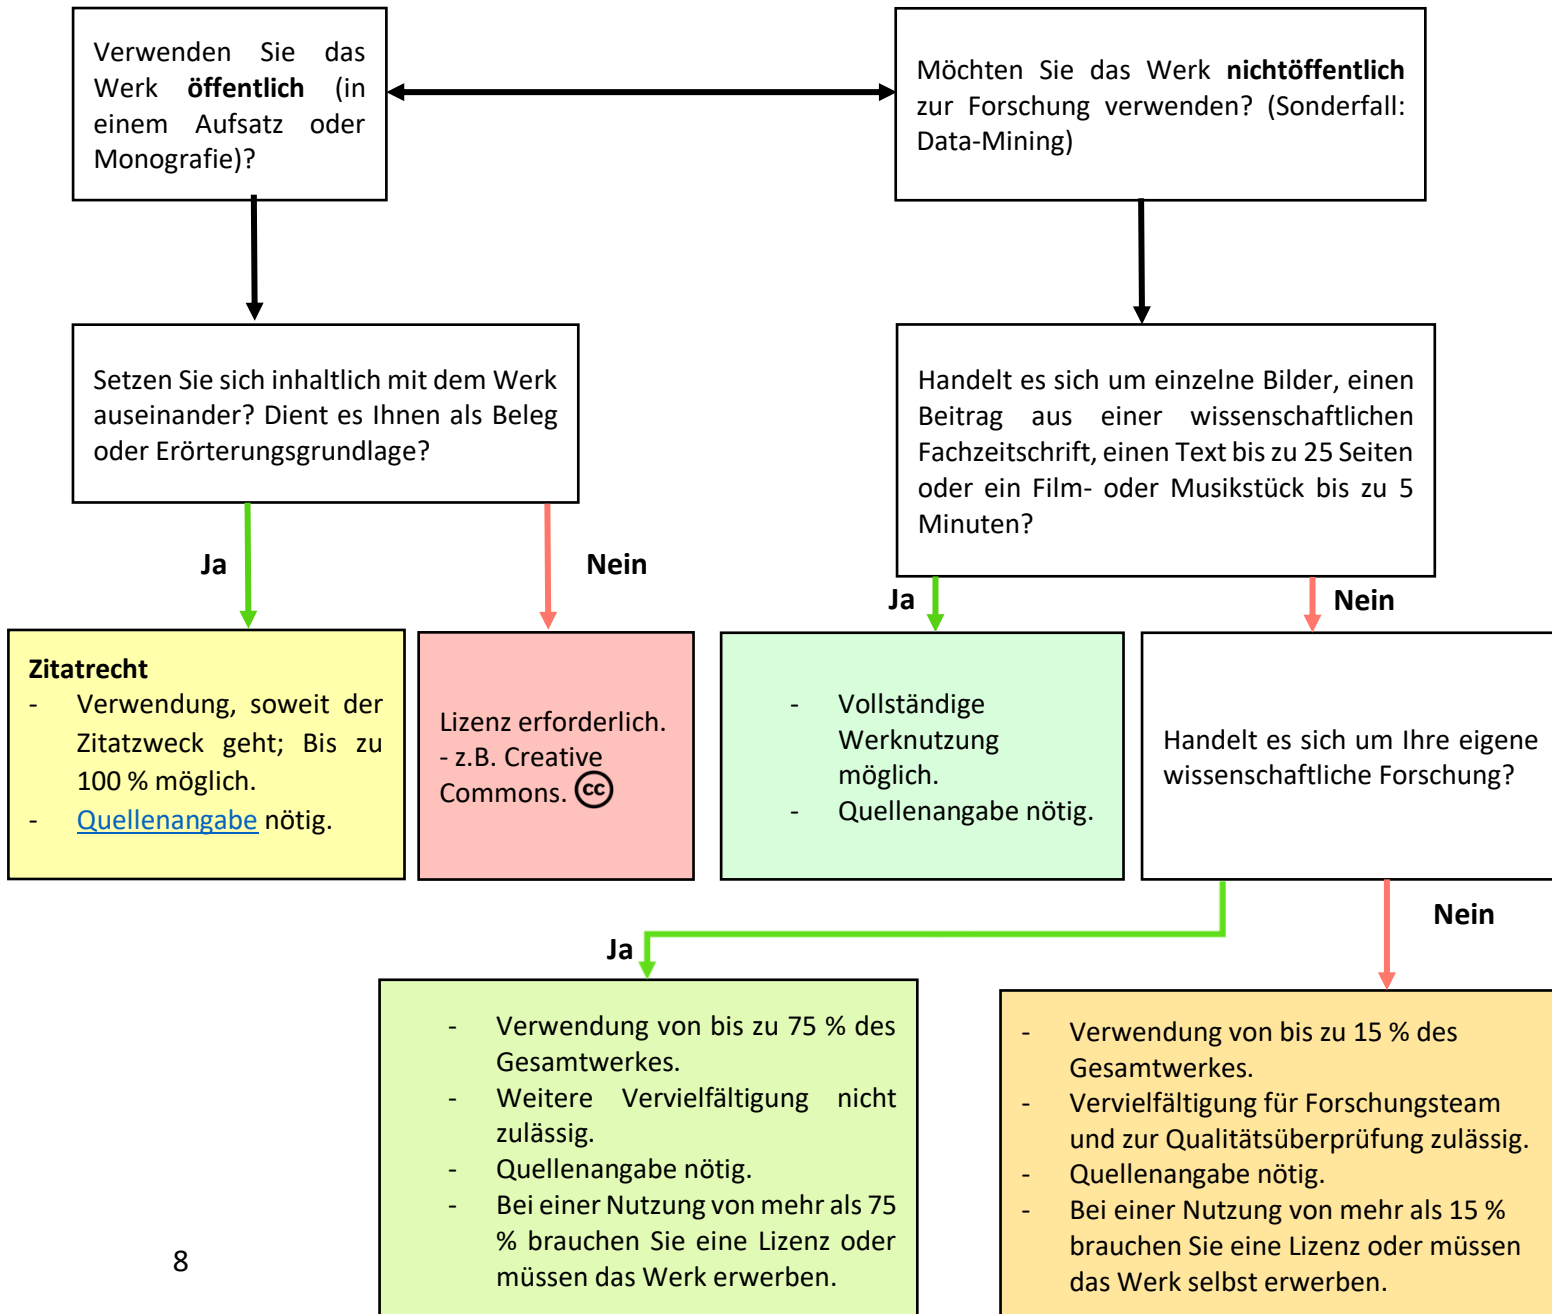 Verwenden Sie das
Werk öffentlich (in
einem Aufsatz oder
Monografie)?
Möchten Sie das Werk nichtöffentlich
zur Forschung verwenden? (Sonderfall:
Data-Mining)
Setzen Sie sich inhaltlich mit dem Werk
auseinander? Dient es Ihnen als Beleg
oder Erörterungsgrundlage?
Handelt es sich um einzelne Bilder, einen
Beitrag aus einer wissenschaftlichen
Fachzeitschrift, einen Text bis zu 25 Seiten
oder ein Film- oder Musikstück bis zu 5
Minuten?
Ja
Nein
Ja
Nein
Zitatrecht
- Verwendung, soweit der
Zitatzweck geht; Bis zu
100 % möglich.
- Quellenangabe nötig.
Lizenz erforderlich.
- z.B. Creative
Commons. cc
- Vollständige
Werknutzung
möglich.
- Quellenangabe nötig.
Handelt es sich um Ihre eigene
wissenschaftliche Forschung?
Ja
Nein
- Verwendung von bis zu 75 % des
Gesamtwerkes.
- Weitere Vervielfältigung nicht
zulässig.
- Quellenangabe nötig.
- Bei einer Nutzung von mehr als 75
% brauchen Sie eine Lizenz oder
müssen das Werk erwerben.
- Verwendung von bis zu 15 % des
Gesamtwerkes.
- Vervielfältigung für Forschungsteam
und zur Qualitätsüberprüfung zulässig.
- Quellenangabe nötig.
- Bei einer Nutzung von mehr als 15 %
brauchen Sie eine Lizenz oder müssen
das Werk selbst erwerben.
8